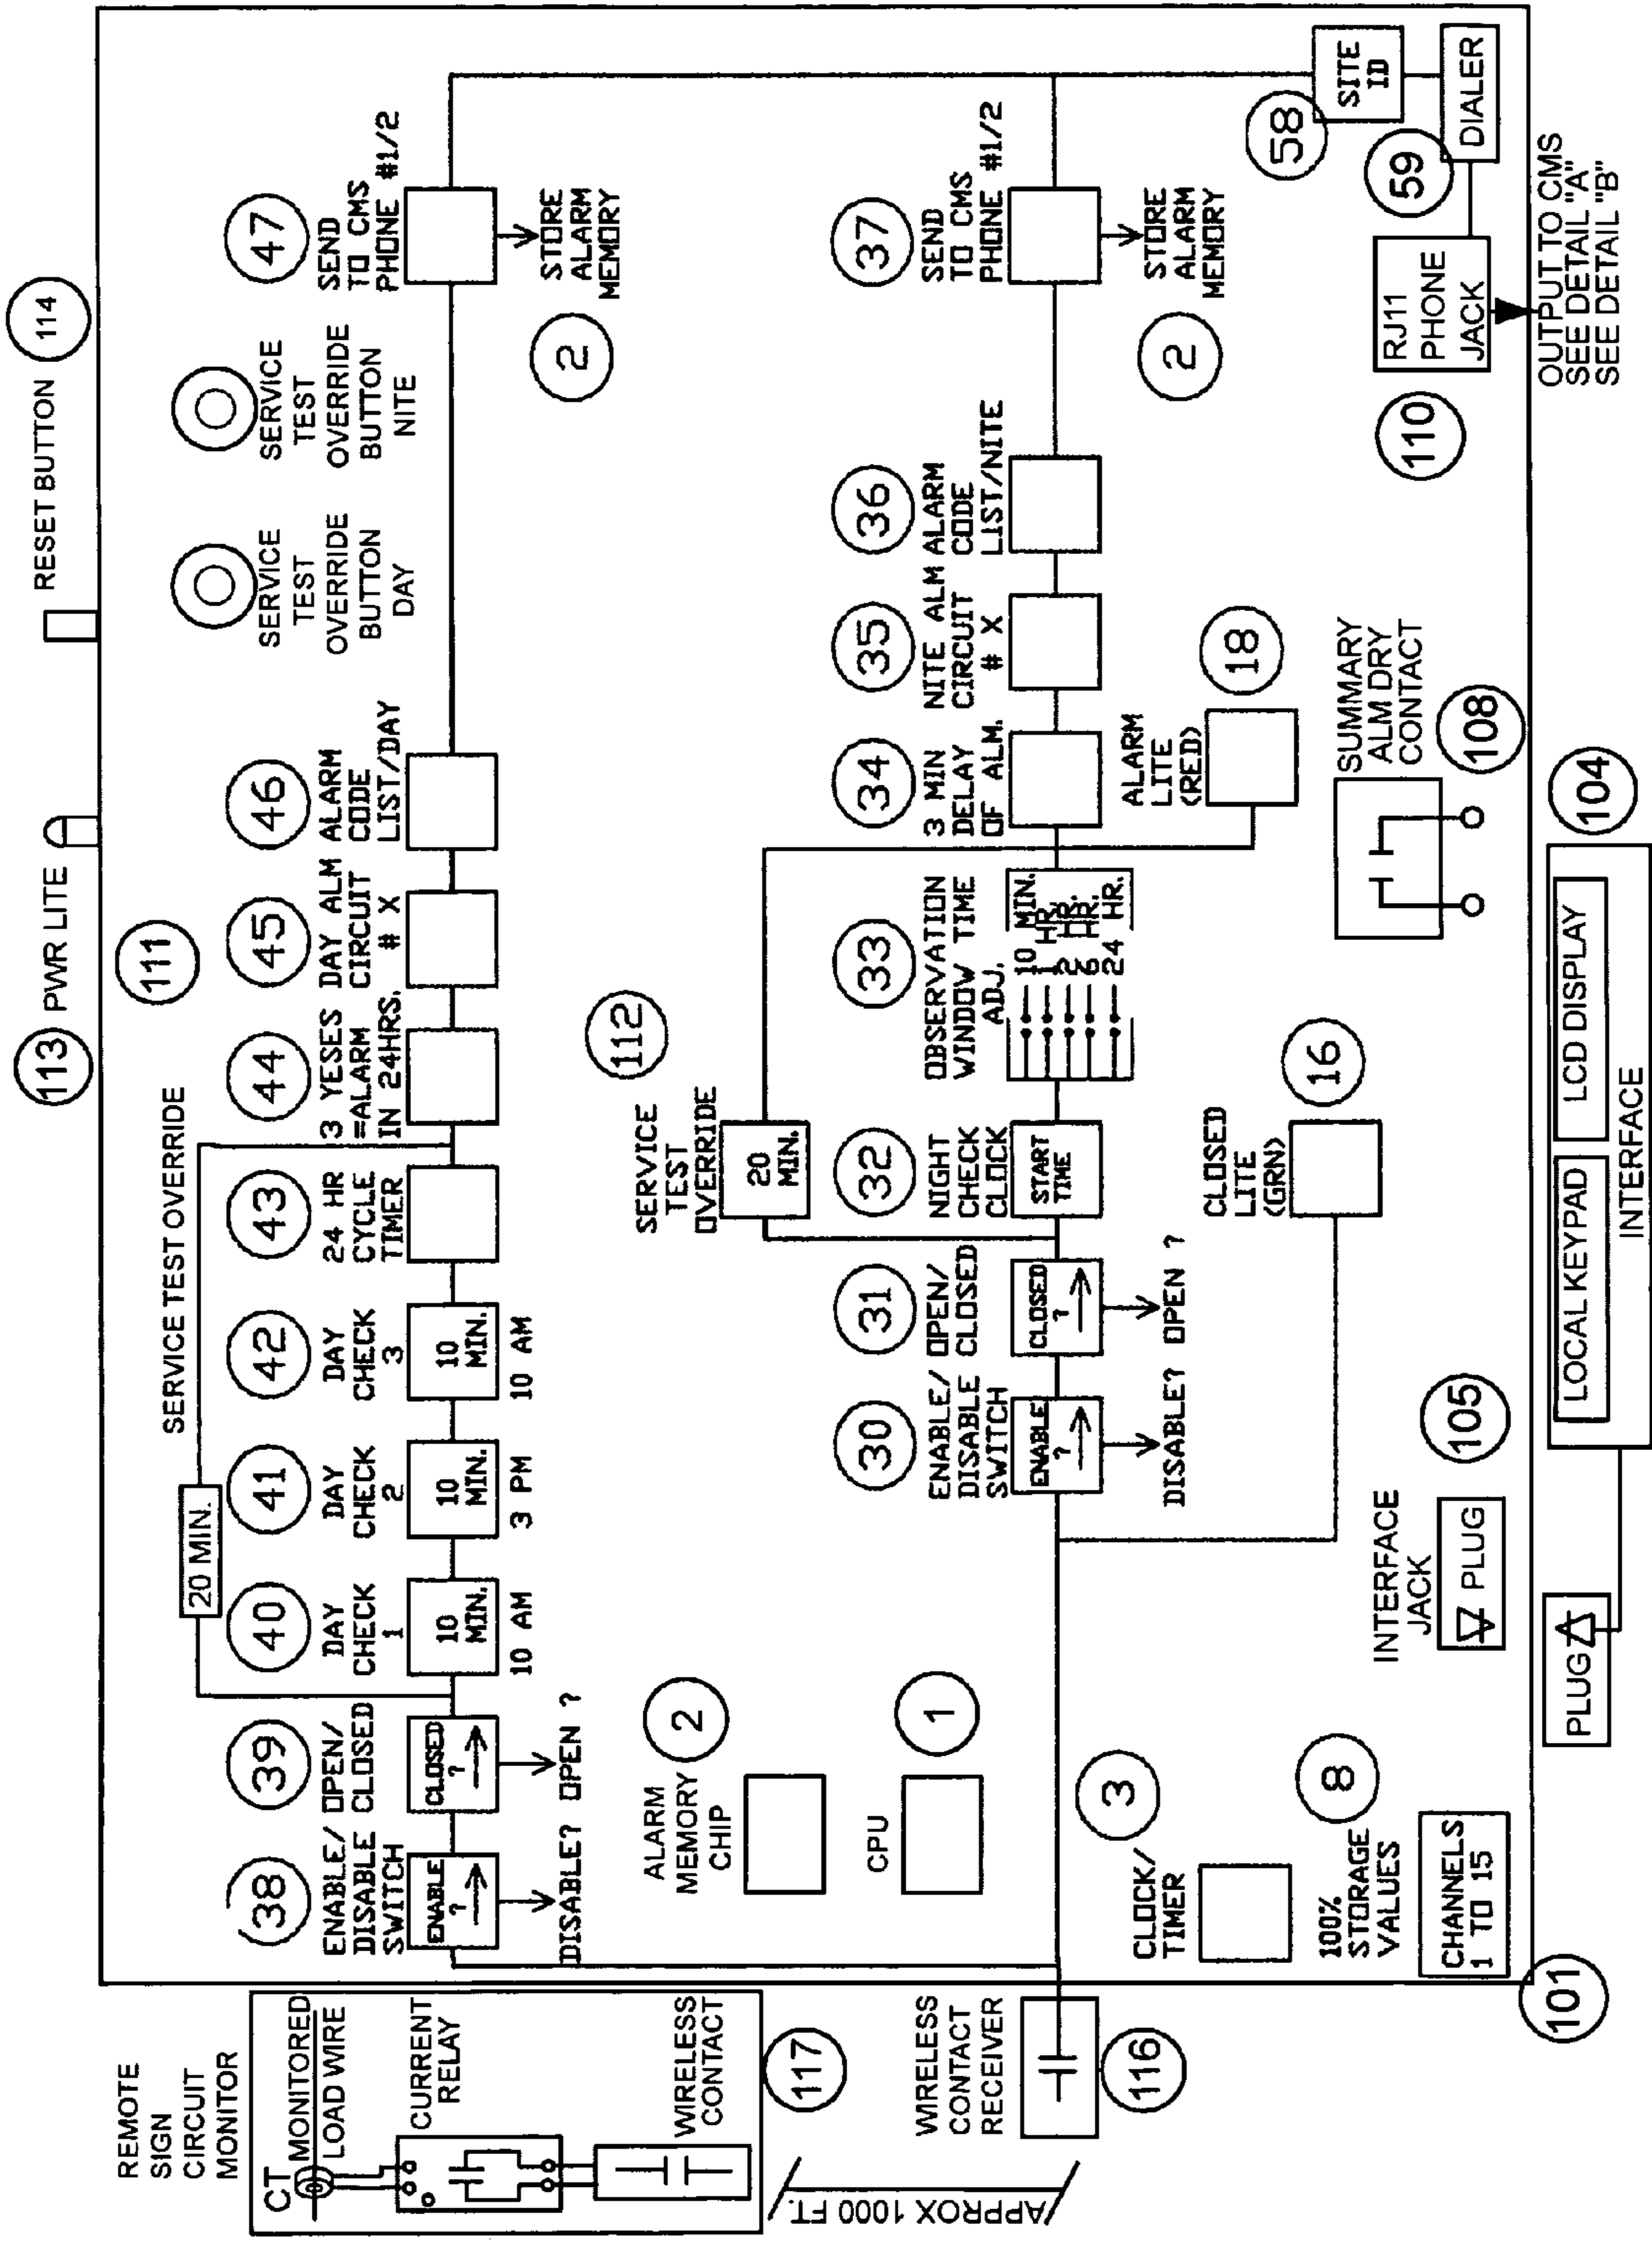 REMOTE
SIGN
CIRCUIT
MONITOR
CT
MONITORED
LOAD WIRE
CURRENT
RELAY
WIRELESS
CONTACT
117
APPROX 1000 FT.
WIRELESS
CONTACT
RECEIVER
116
101
113
PWR LITE
RESET BUTTON
114
111
SERVICE TEST OVERRIDE
20 MIN.
38
ENABLE/
DISABLE
SWITCH
ENABLE
?
DISABLE?
39
OPEN/
CLOSED
CLOSED
?
OPEN ?
40
DAY
CHECK
1
10
MIN.
10 AM
41
DAY
CHECK
2
10
MIN.
3 PM
42
DAY
CHECK
3
10
MIN.
10 AM
43
24 HR
CYCLE
TIMER
44
3 YESES
=ALARM
IN 24HRS.
45
DAY ALM
CIRCUIT
# X
46
ALARM
CODE
LIST/DAY
SERVICE
TEST
OVERRIDE
BUTTON
DAY
SERVICE
TEST
OVERRIDE
BUTTON
NITE
47
SEND
TO CMS
PHONE #1/2
STORE
ALARM
MEMORY
2
ALARM
MEMORY
CHIP
2
CPU
1
112
SERVICE
TEST
OVERRIDE
20
MIN.
30
ENABLE/
DISABLE
SWITCH
ENABLE
?
DISABLE?
31
OPEN/
CLOSED
CLOSED
?
OPEN ?
32
NIGHT
CHECK
CLOCK
START
TIME
33
OBSERVATION
WINDOW TIME
ADJ.
10 MIN.
1 HR.
2 HR.
6 HR.
24 HR.
34
3 MIN
DELAY
OF ALM.
35
NITE ALM
CIRCUIT
# X
36
ALARM
CODE
LIST/NITE
37
SEND
TO CMS
PHONE #1/2
STORE
ALARM
MEMORY
2
CLOCK/
TIMER
3
100%
STORAGE
VALUES
8
CHANNELS
1 TO 15
CLOSED
LITE
(GRN)
16
ALARM
LITE
(RED)
18
SUMMARY
ALM DRY
CONTACT
108
58
SITE
ID
59
DIALER
RJ11
PHONE
JACK
110
OUTPUT TO CMS
SEE DETAIL "A"
SEE DETAIL "B"
INTERFACE
JACK
PLUG
105
PLUG
LOCAL KEYPAD
LCD DISPLAY
INTERFACE
104